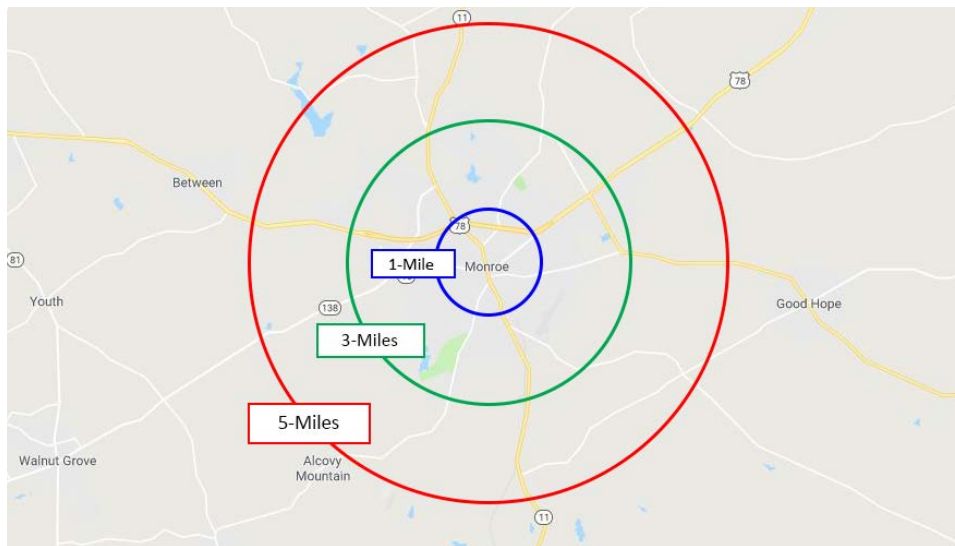 11
78
Between
78
1-Mile
Monroe
81
Youth
138
Good Hope
3-Miles
5-Miles
Walnut Grove
Alcovy
Mountain
11